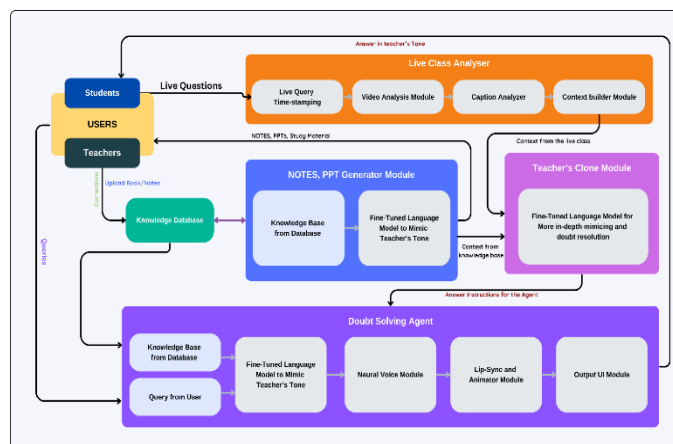 Answer in teacher's Tone
Live Class Analyser
Students
Live Questions
Live Query
Time-stamping
Video Analysis Module
Caption Analyzer
Context builder Module
USERS
Teachers
NOTES, PPTs, Study Material
Context from the live class
Upload Book/Notes
Corrections
NOTES, PPT Generator Module
Teacher's Clone Module
Knowledge Database
Knowledge Base
from Database
Fine-Tuned Language
Model to Mimic
Teacher's Tone
Fine-Tuned Language Model for
More in-depth mimicing and
doubt resolution
Queries
Context from
knowledge base
Answer Instructions for the Agent
Doubt Solving Agent
Knowledge Base
from Database
Query from User
Fine-Tuned Language
Model to Mimic
Teacher's Tone
Neural Voice Module
Lip-Sync and
Animator Module
Output UI Module